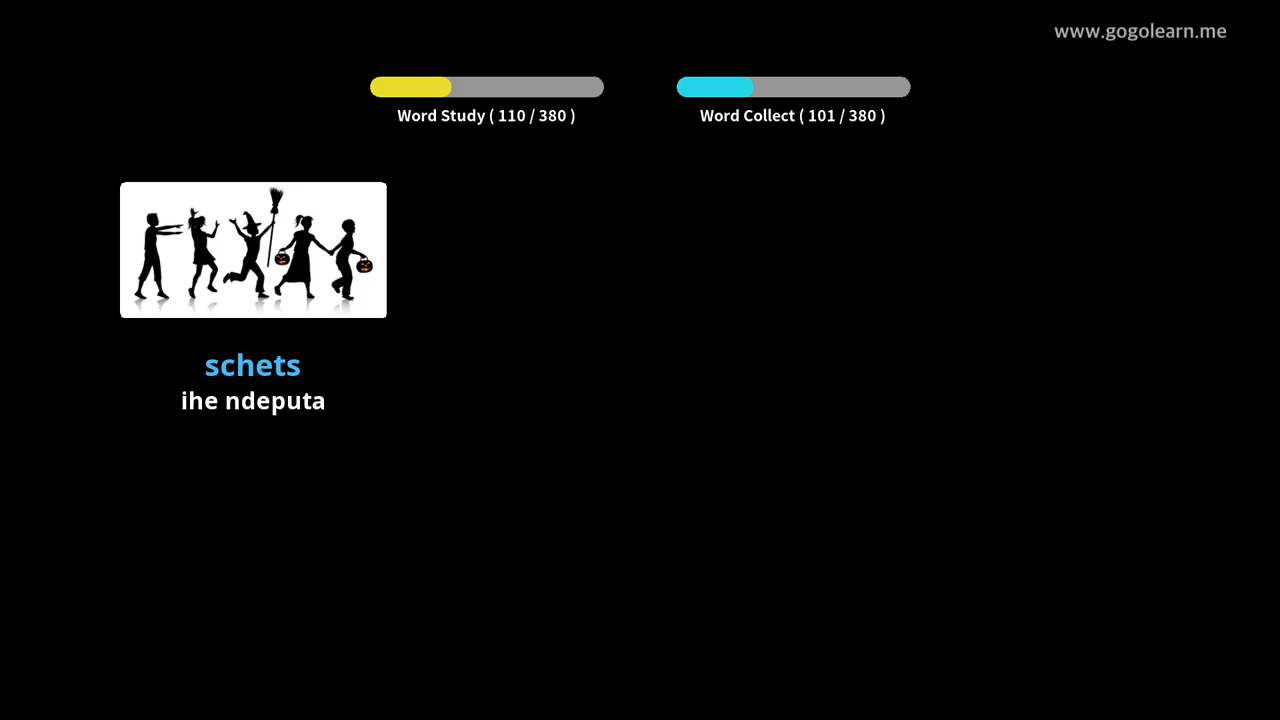 www.gogolearn.me
Word Study ( 110 / 380 )
Word Collect ( 101 / 380 )
schets
ihe ndeputa